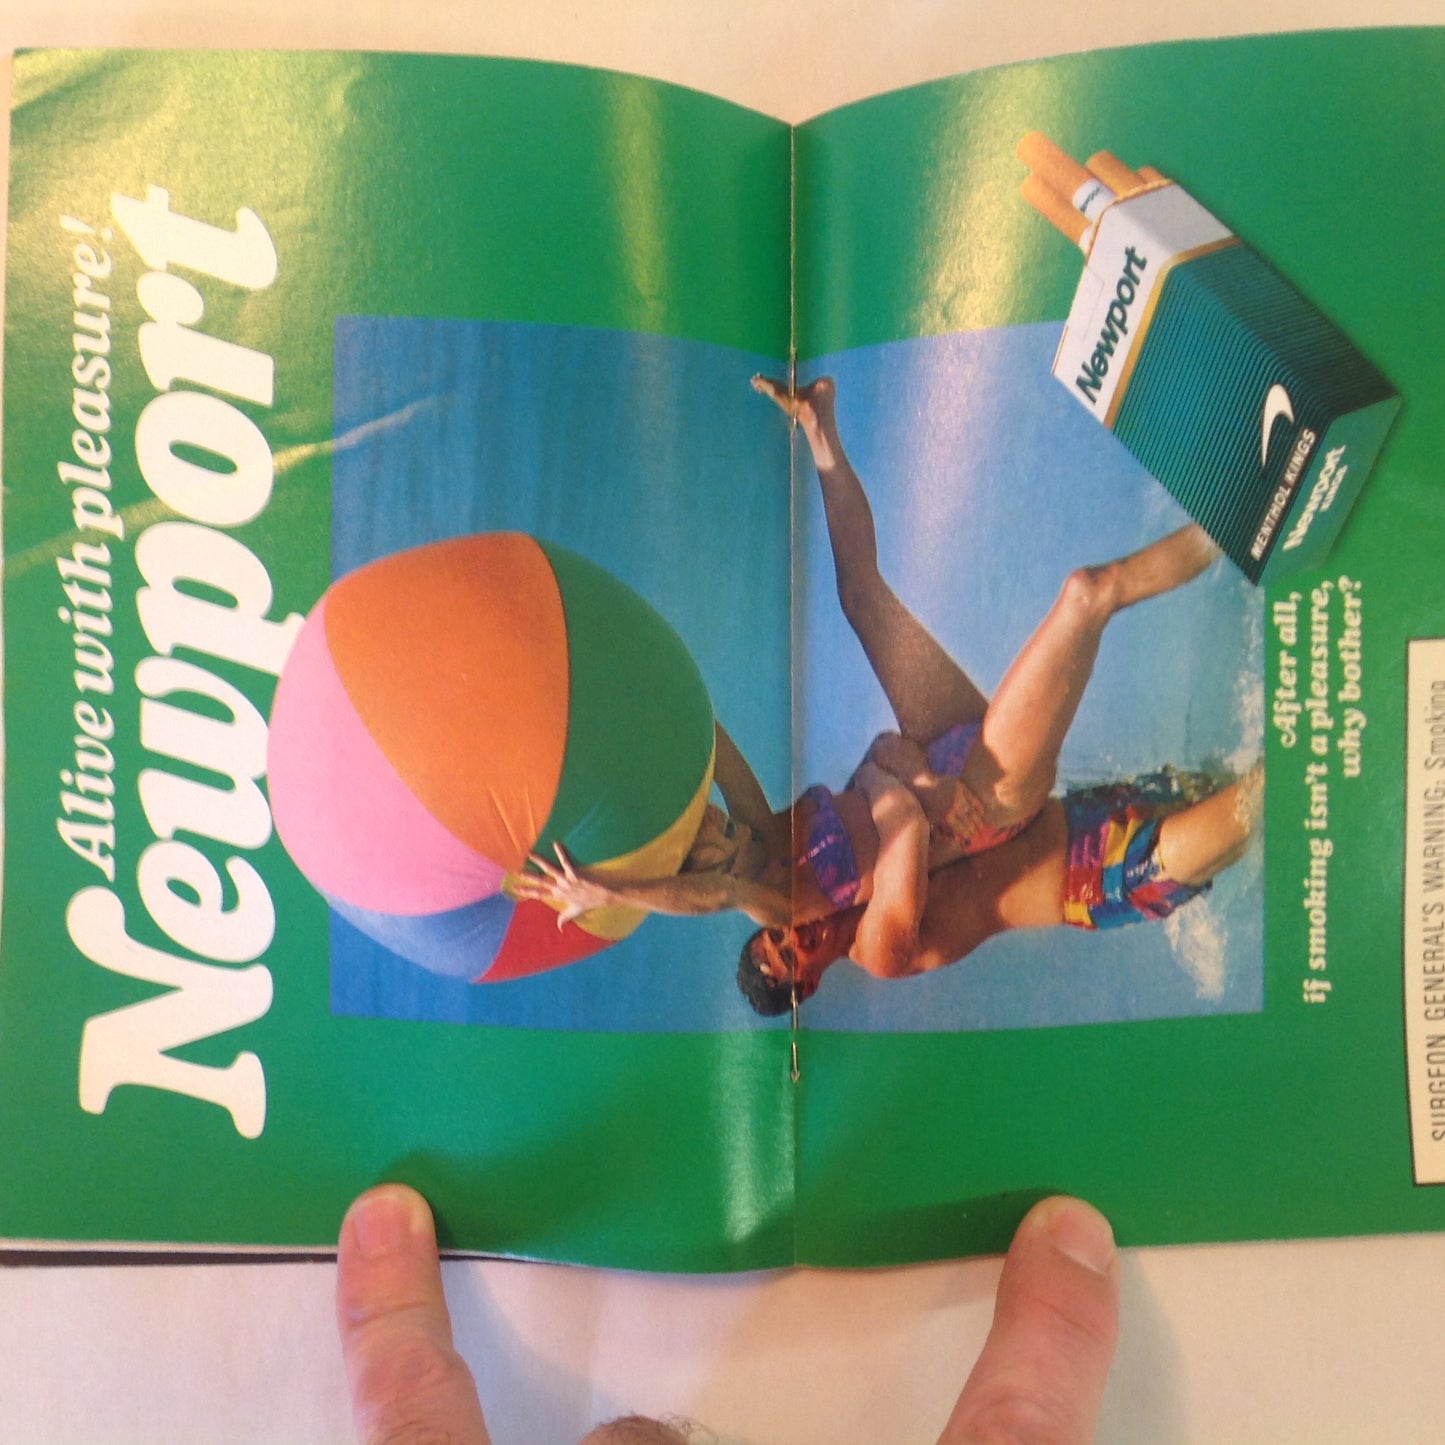 Alive with pleasure!
Newport
Newport
MENTHOL KINGS
Newport
KINGS
After all,
if smoking isn't a pleasure,
why bother?
SURGEON GENERAL'S WARNING: Smoking